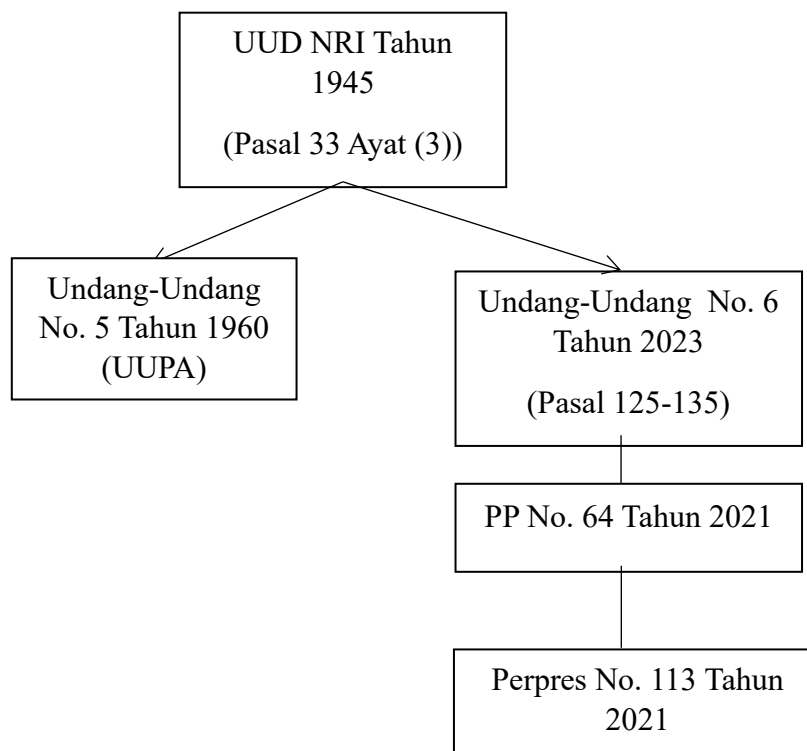 UUD NRI Tahun
1945
(Pasal 33 Ayat (3))
Undang-Undang
No. 5 Tahun 1960
(UUPA)
Undang-Undang No. 6
Tahun 2023
(Pasal 125-135)
PP No. 64 Tahun 2021
Perpres No. 113 Tahun
2021